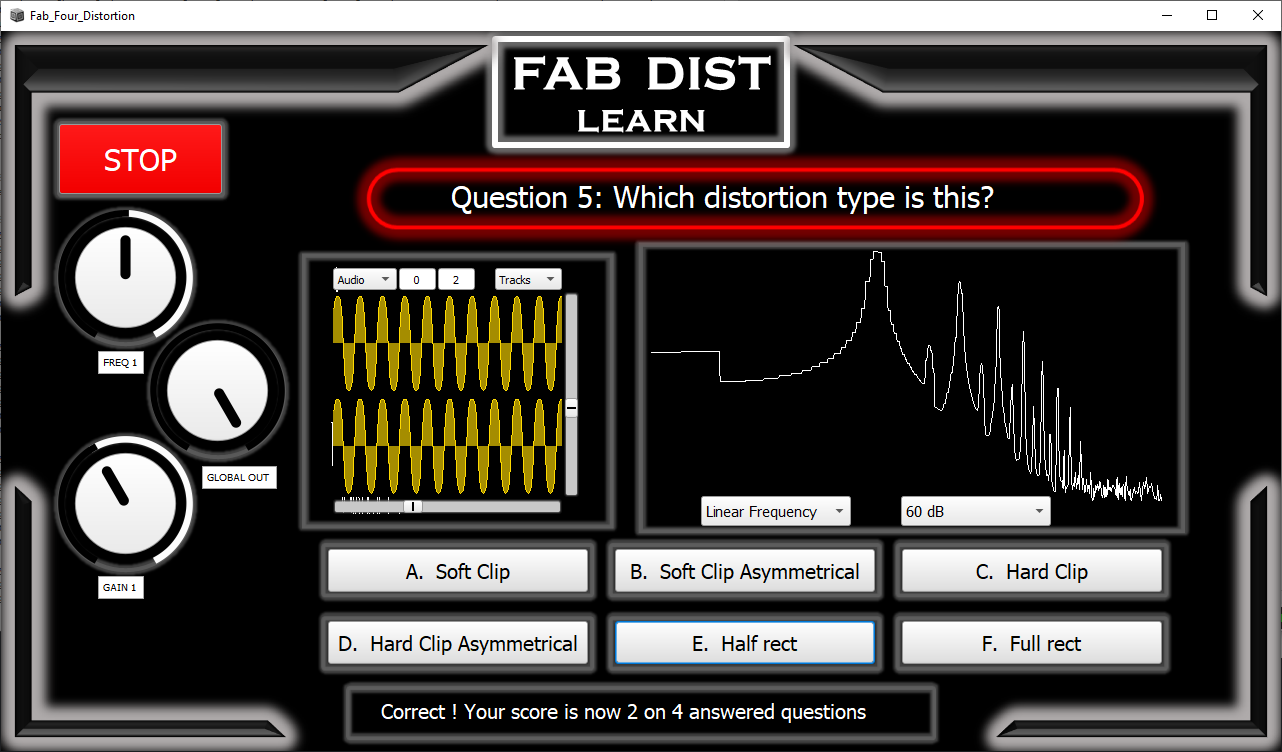 Fab_Four_Distortion
FAB DIST
LEARN
STOP
Question 5: Which distortion type is this?
Audio 0 2 Tracks
FREQ 1
GLOBAL OUT
GAIN 1
Linear Frequency 60 dB
A. Soft Clip B. Soft Clip Asymmetrical C. Hard Clip
D. Hard Clip Asymmetrical E. Half rect F. Full rect
Correct ! Your score is now 2 on 4 answered questions